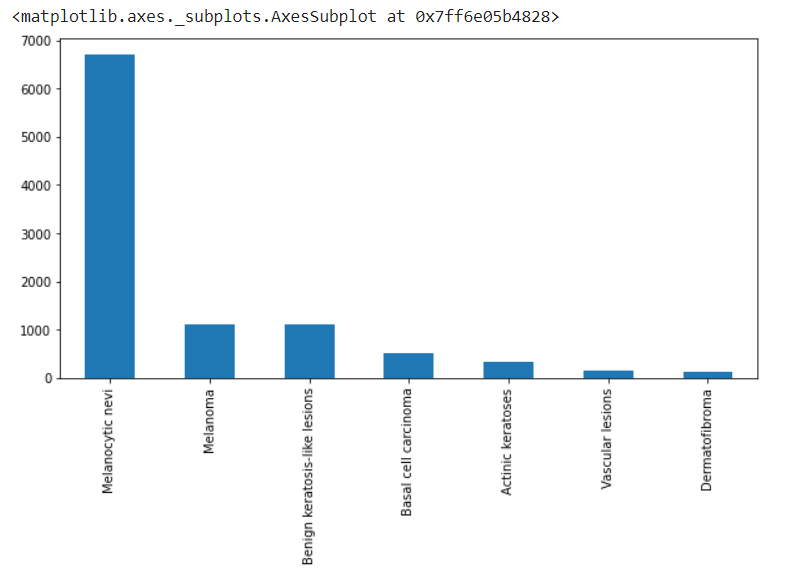 <matplotlib.axes._subplots.AxesSubplot at 0x7ff6e05b4828>
7000
6000
5000
4000
3000
2000
1000
0
Melanocytic nevi
Melanoma
Benign keratosis-like lesions
Basal cell carcinoma
Actinic keratoses
Vascular lesions
Dermatofibroma